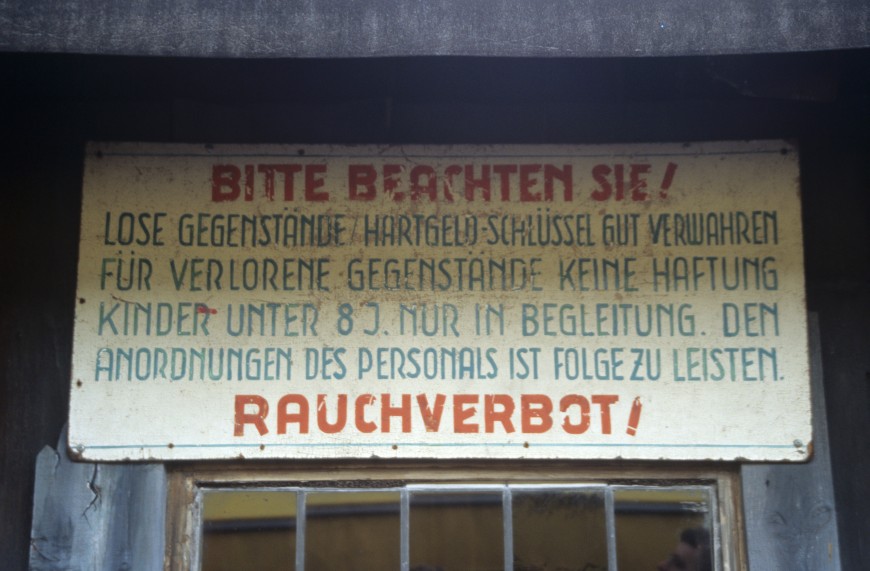 BITTE BEACHTEN SIE!
LOSE GEGENSTÄNDE/HARTGELD-SCHLÜSSEL GUT VERWAHREN
FÜR VERLORENE GEGENSTÄNDE KEINE HAFTUNG
KINDER UNTER 8 J. NUR IN BEGLEITUNG. DEN
ANORDNUNGEN DES PERSONALS IST FOLGE ZU LEISTEN.
RAUCHVERBOT!